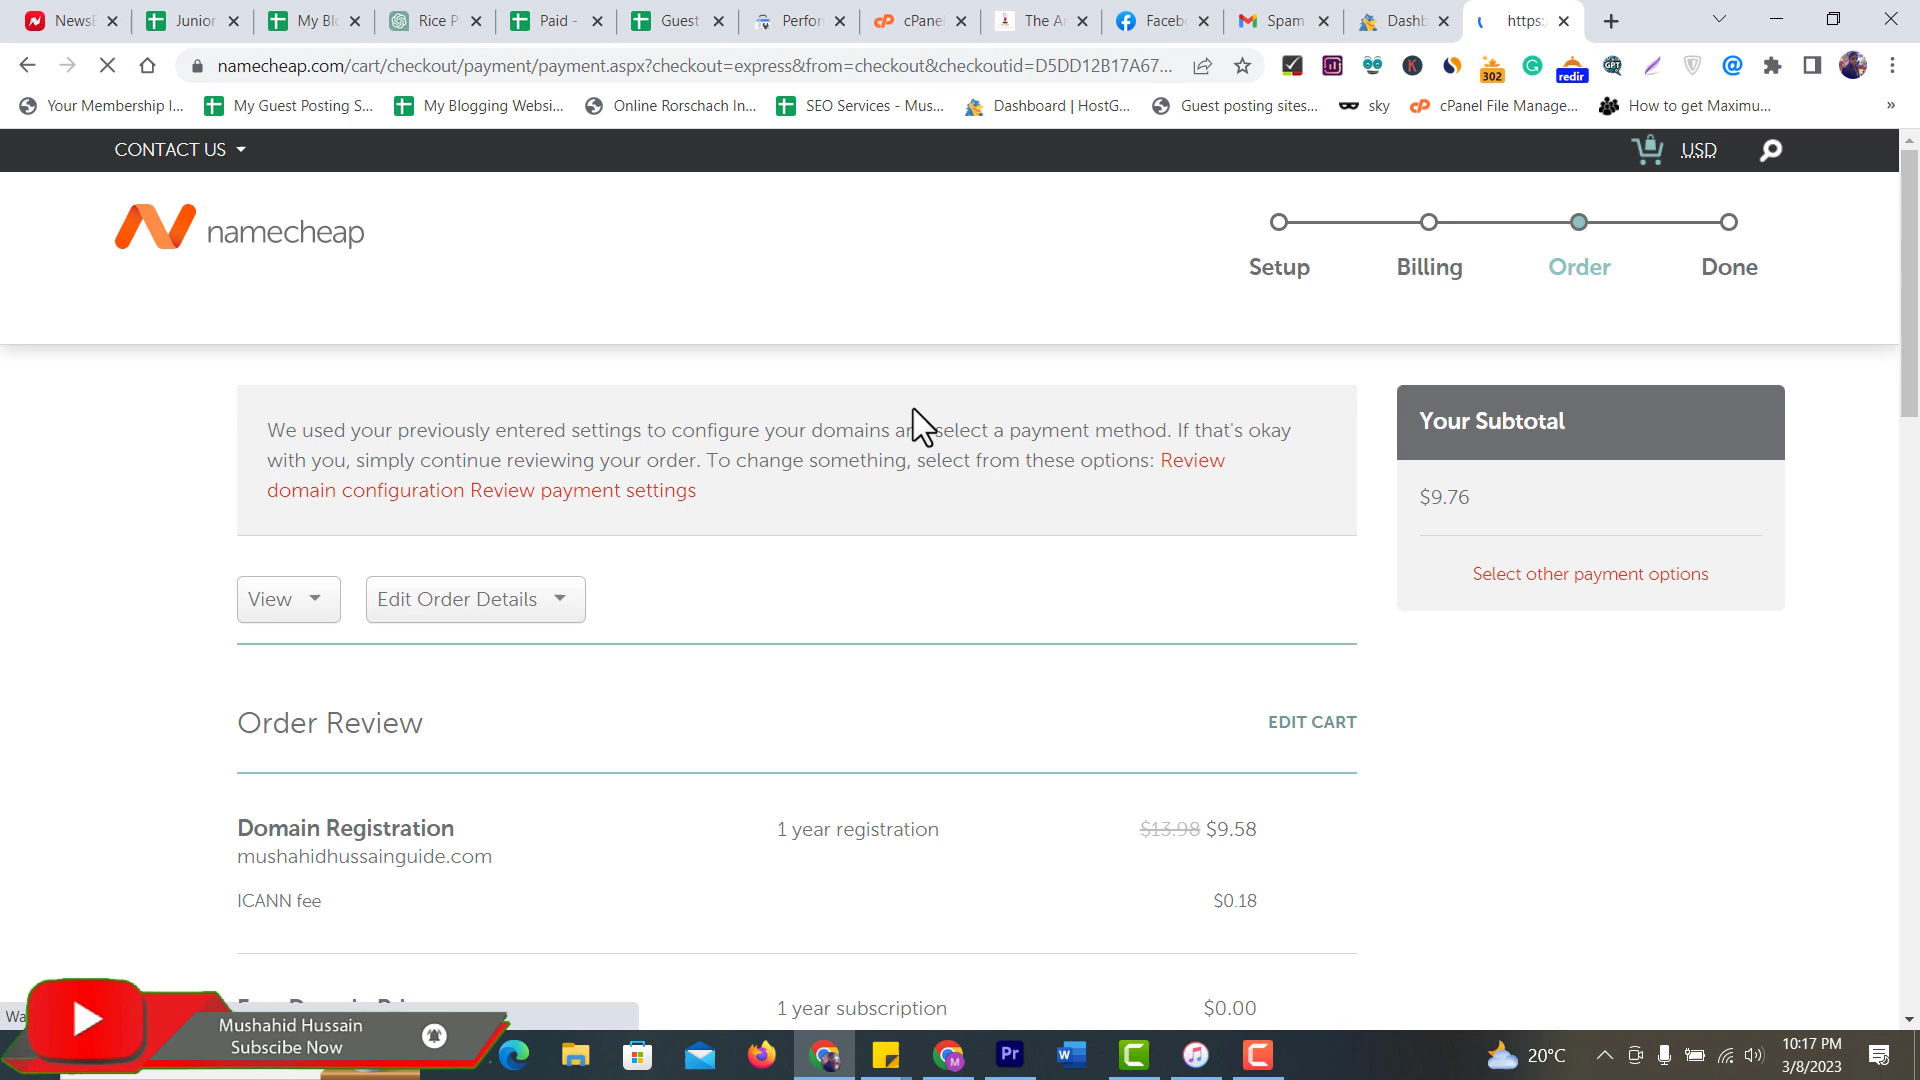 NewsB
Junior
My Bl
Rice P
Paid -
Guest
Perfor
cPanel
The Ar
Faceb
Spam
Dashb
https:/
namecheap.com/cart/checkout/payment/payment.aspx?checkout=express&from=checkout&checkoutid=D5DD12B17A67...
302
redir
GPT
Your Membership I...
My Guest Posting S...
My Blogging Websi...
Online Rorschach In...
SEO Services - Mus...
Dashboard | HostG...
Guest posting sites...
sky
cPanel File Manage...
How to get Maximu...
CONTACT US
USD
namecheap
Setup
Billing
Order
Done
We used your previously entered settings to configure your domains select a payment method. If that's okay
with you, simply continue reviewing your order. To change something, select from these options: Review
domain configuration Review payment settings
Your Subtotal
$9.76
Select other payment options
View
Edit Order Details
Order Review
EDIT CART
Domain Registration
1 year registration
$13.98 $9.58
mushahidhussainguide.com
ICANN fee
$0.18
1 year subscription
$0.00
Wa
Mushahid Hussain
Subscibe Now
20°C
10:17 PM
3/8/2023